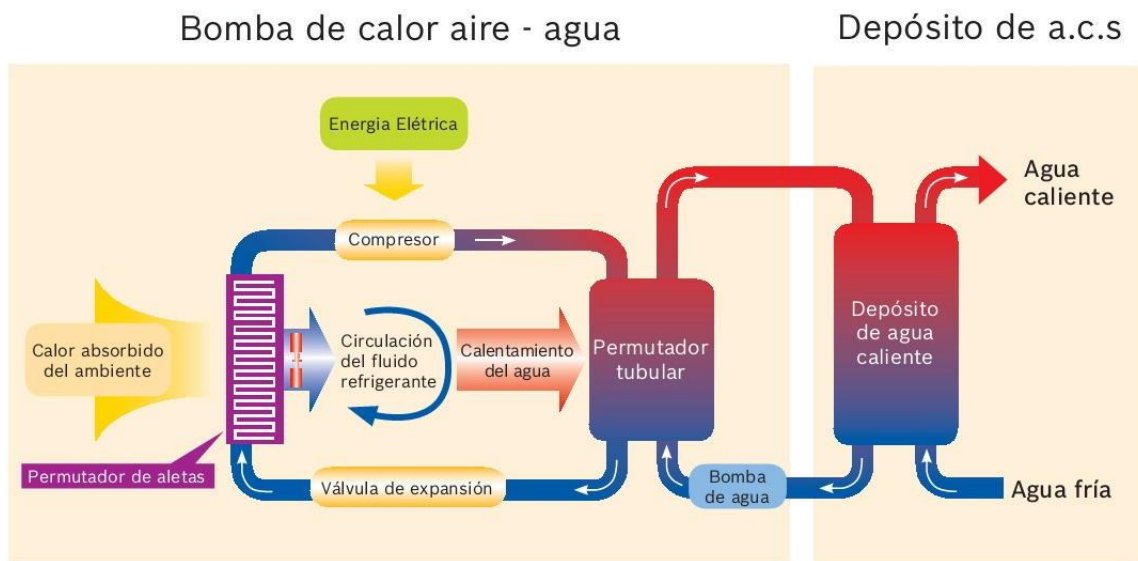 Bomba de calor aire - agua
Depósito de a.c.s
Energia Elétrica
Compresor
Calor absorbido
del ambiente
Permutador de aletas
Circulación
del fluido
refrigerante
Calentamiento
del agua
Permutador
tubular
Válvula de expansión
Bomba
de agua
Depósito
de agua
caliente
Agua
caliente
Agua fría